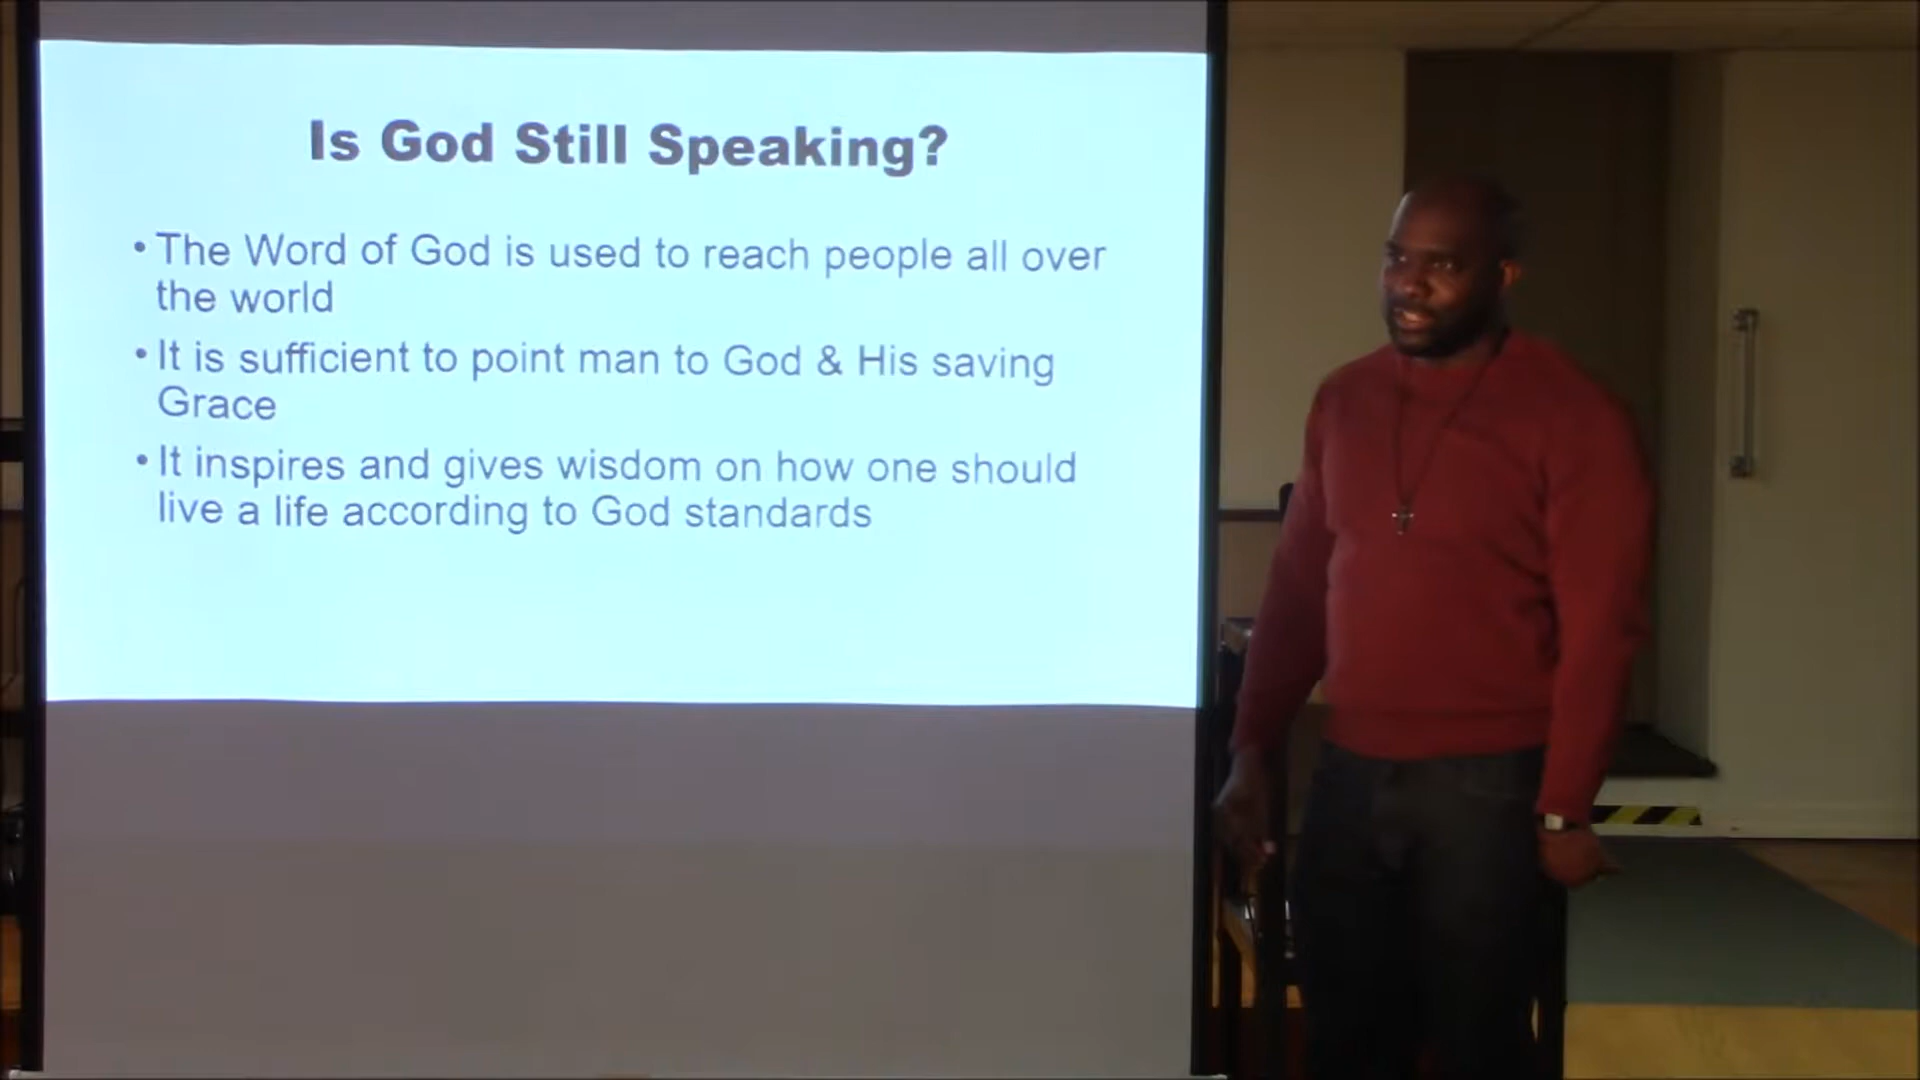 Is God Still Speaking?
• The Word of God is used to reach people all over
the world
• It is sufficient to point man to God & His saving
Grace
• It inspires and gives wisdom on how one should
live a life according to God standards